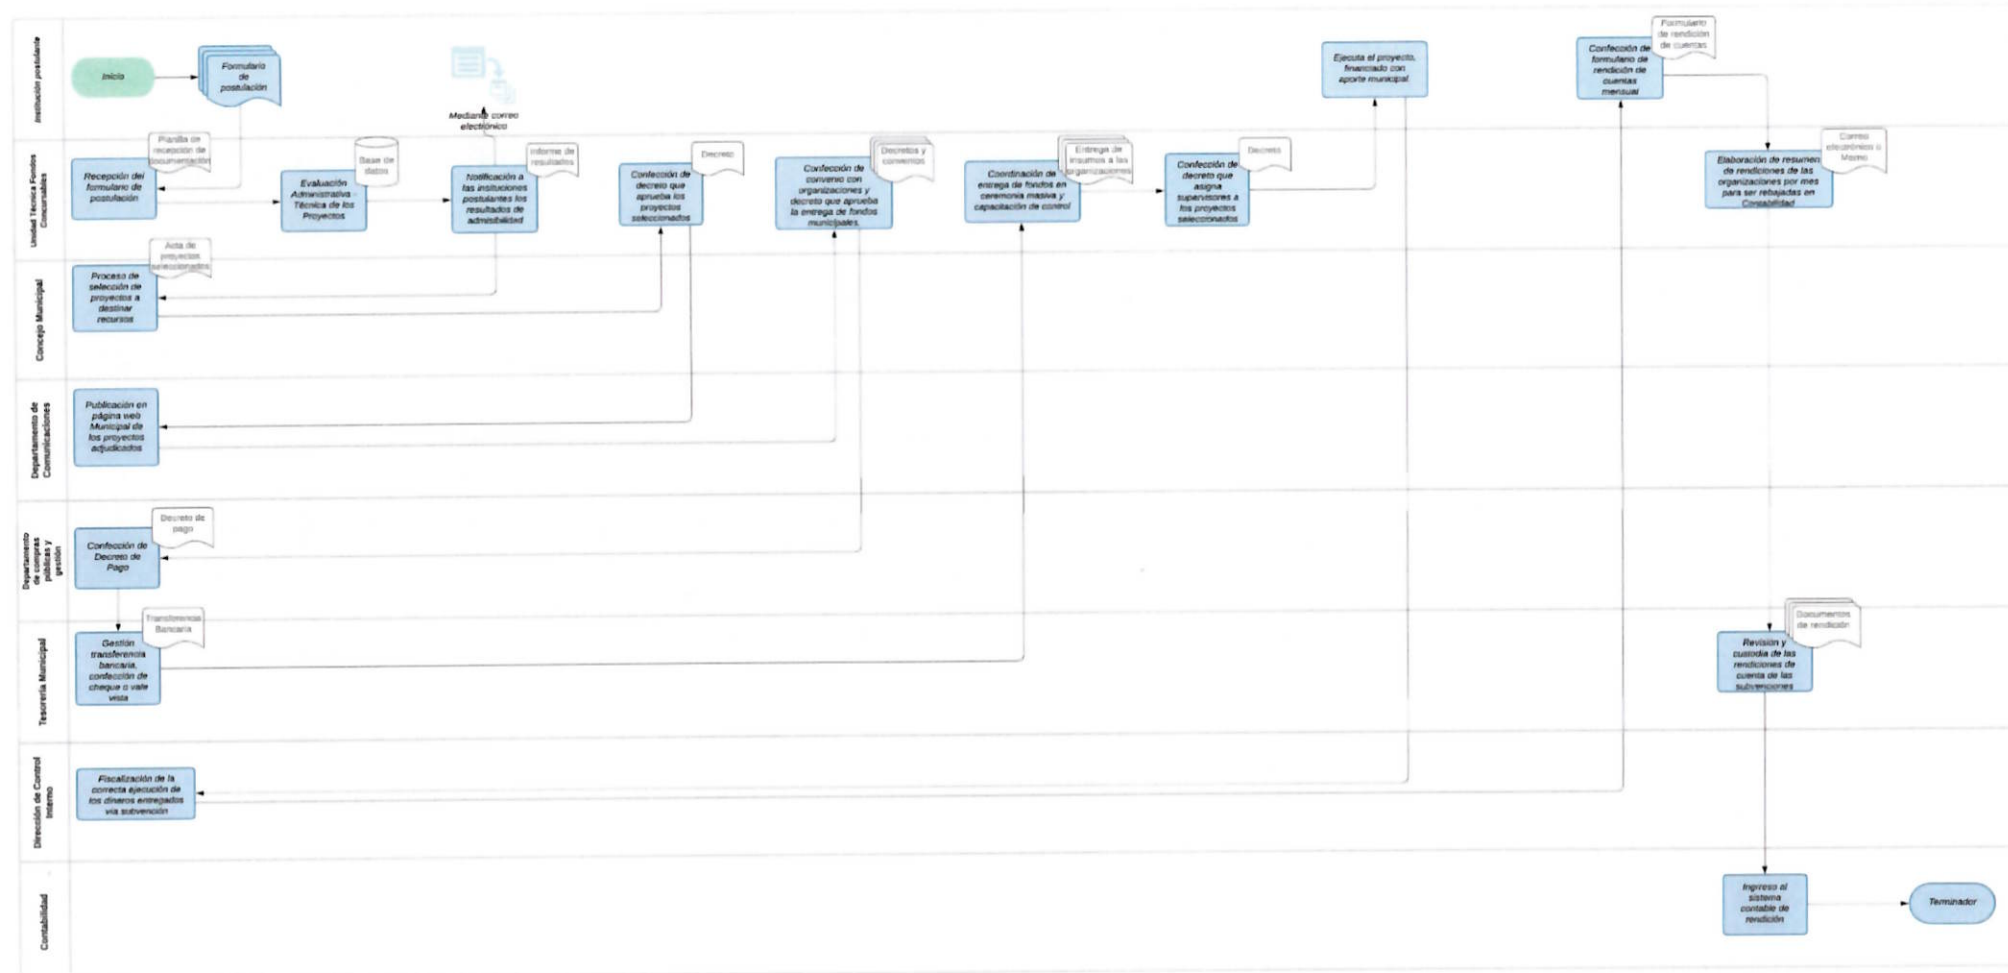 Institución postulante
Inicio
Formulario
de
postulación
Mediante correo
electrónico
Ejecuta el proyecto,
financiado con
aporte municipal
Confección de
formulario de
rendición de
cuentas
mensual
Formulario
de rendición
de cuentas
Unidad Técnica Fondos
Concursables
Recepción del
formulario de
postulación
Planilla de
recepción de
documentación
Evaluación
Administrativa -
Técnica de los
Proyectos
Base de
datos
Notificación a
las insituciones
postulantes los
resultados de
admisibilidad
Informe de
resultados
Confección de
decreto que
aprueba los
proyectos
seleccionados
Decreto
Confección de
convenio con
organizaciones y
decreto que aprueba
la entrega de fondos
municipales
Decretos y
convenios
Coordinación de
entrega de fondos en
ceremonia masiva y
capacitación de control
Entrega de
insumos a las
organizaciones
Confección de
decreto que
asigna
supervisores a
los proyectos
seleccionados
Decreto
Elaboración de resumen
de rendiciones de las
organizaciones por mes
para ser rebajadas en
Contabilidad
Correo
electrónico o
Memo
Concejo Municipal
Proceso de
selección de
proyectos a
destinar
recursos
Acta de
proyectos
seleccionados
Departamento de
Comunicaciones
Publicación en
página web
Municipal de
los proyectos
adjudicados
Departamento
de compras
públicas y
gestión
Confección de
Decreto de
Pago
Decreto de
pago
Tesorería Municipal
Gestión
transferencia
bancaria,
confección de
cheque o vale
vista
Transferencia
Bancaria
Revisión y
custodia de las
rendiciones de
cuenta de las
subvenciones
Documentos
de rendición
Dirección de Control
Interno
Fiscalización de la
correcta ejecución de
los dineros entregados
vía subvención
Contabilidad
Ingreso al
sistema
contable de
rendición
Terminador